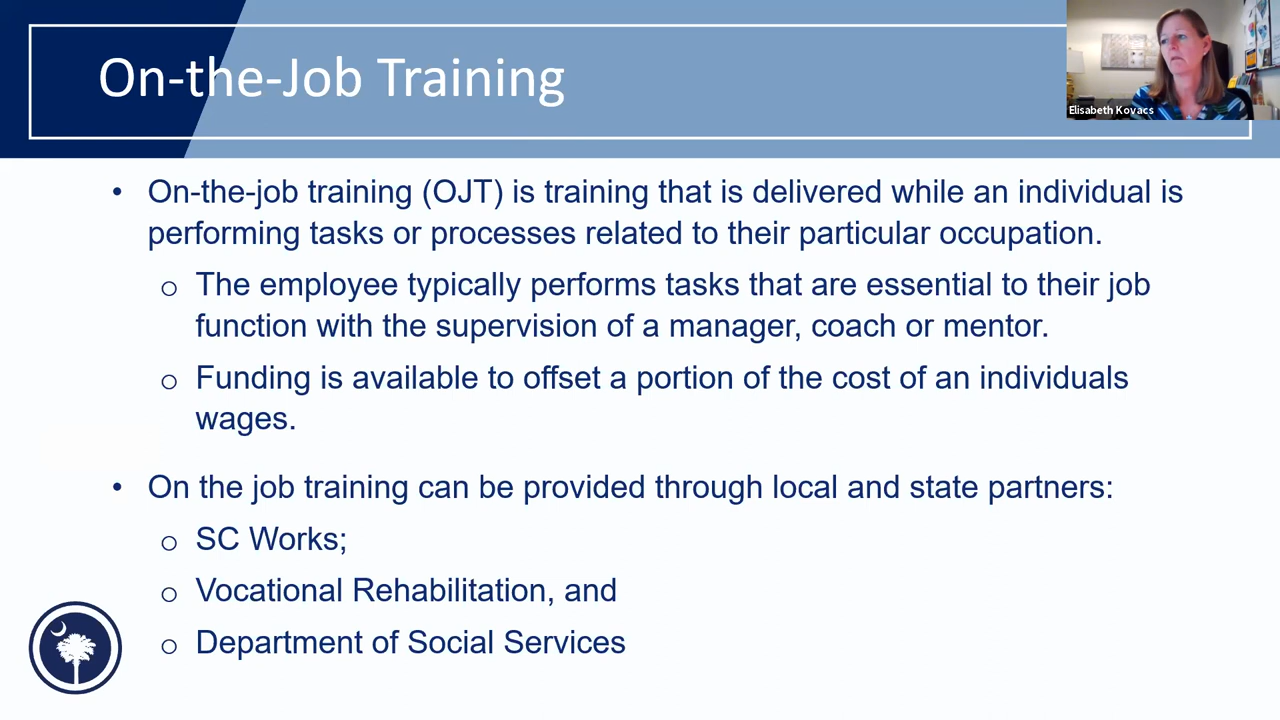 On-the-Job Training
Elisabeth Kovacs
• On-the-job training (OJT) is training that is delivered while an individual is
performing tasks or processes related to their particular occupation.
o The employee typically performs tasks that are essential to their job
function with the supervision of a manager, coach or mentor.
o Funding is available to offset a portion of the cost of an individuals
wages.
• On the job training can be provided through local and state partners:
o SC Works;
o Vocational Rehabilitation, and
o Department of Social Services